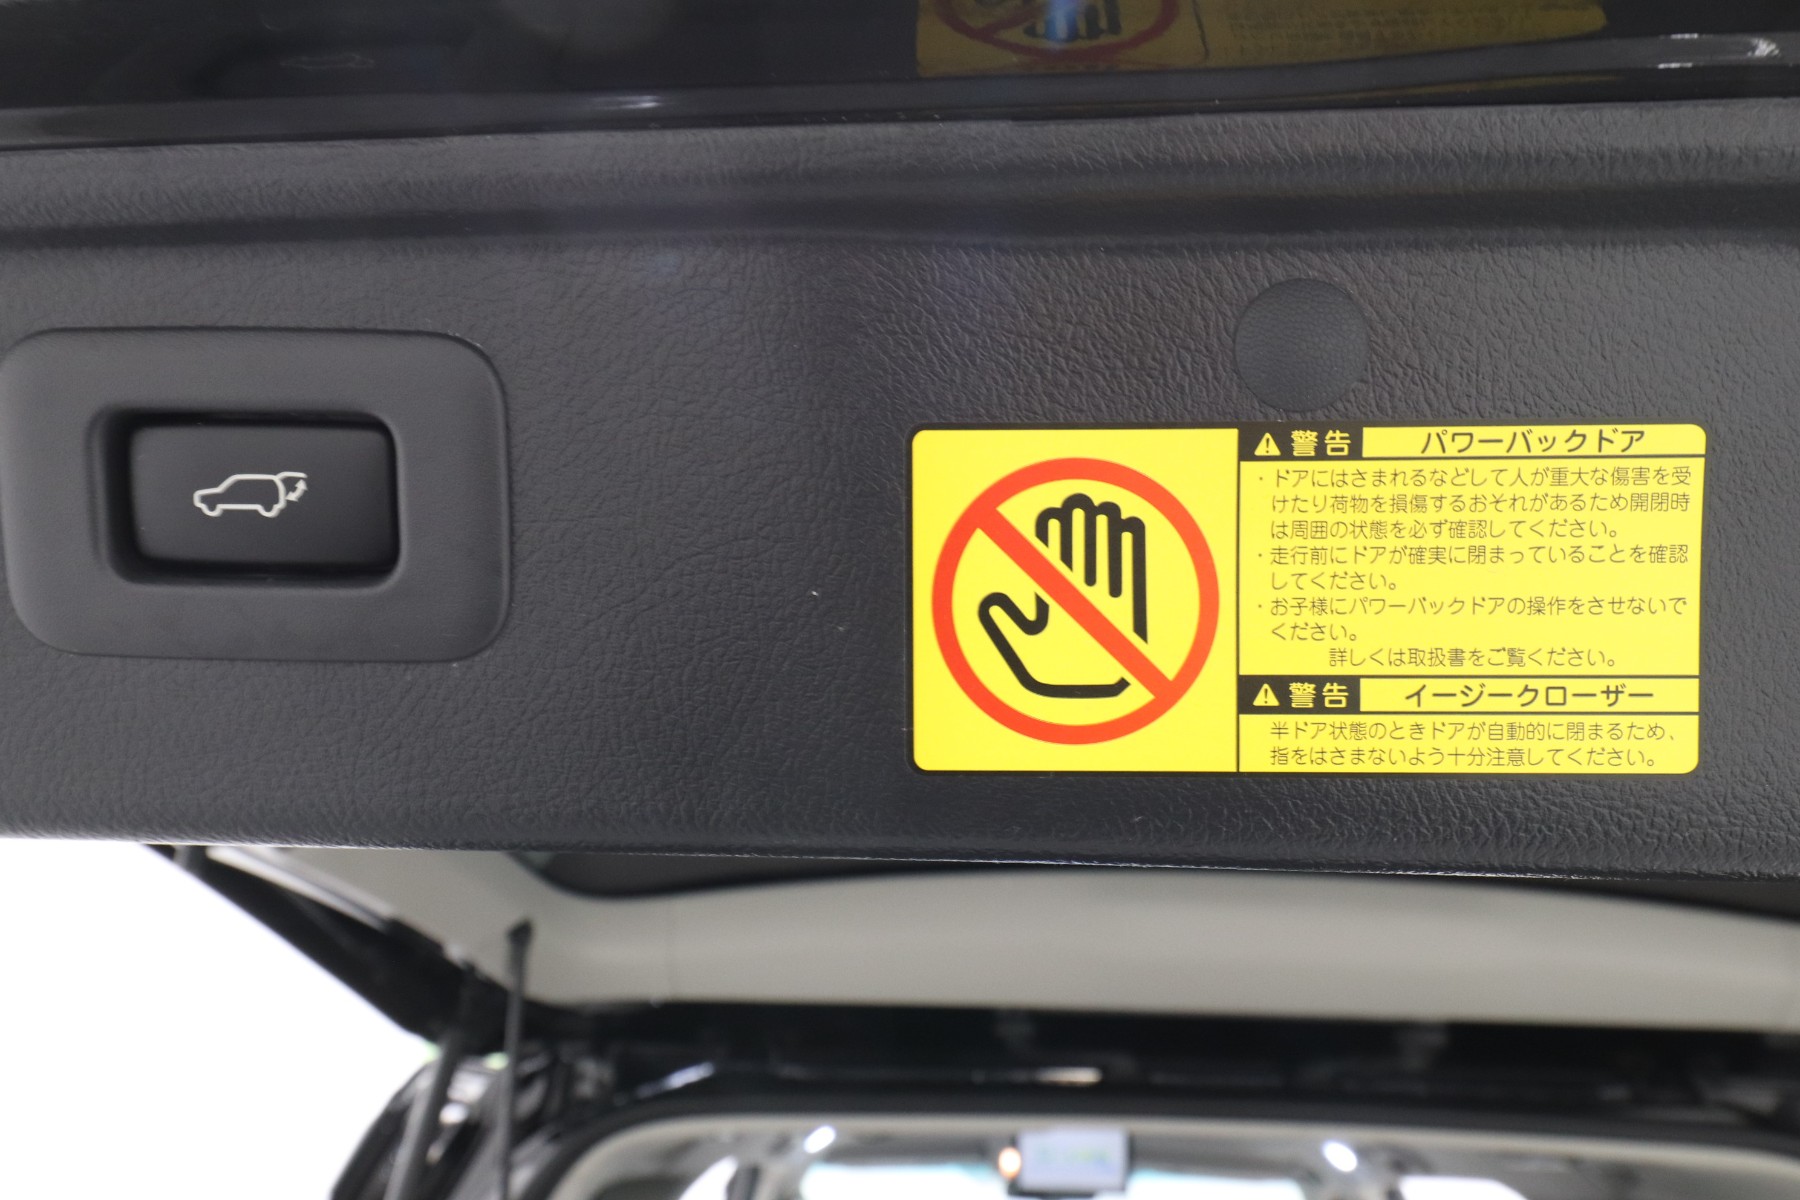 警告 パワーバックドア
・ドアにはさまれるなどして人が重大な傷害を受
けたり荷物を損傷するおそれがあるため開閉時
は周囲の状態を必ず確認してください。
・走行前にドアが確実に閉まっていることを確認
してください。
・お子様にパワーバックドアの操作をさせないで
ください。
詳しくは取扱書をご覧ください。
警告 イージークローザー
半ドア状態のときドアが自動的に閉まるため、
指をはさまないよう十分注意してください。